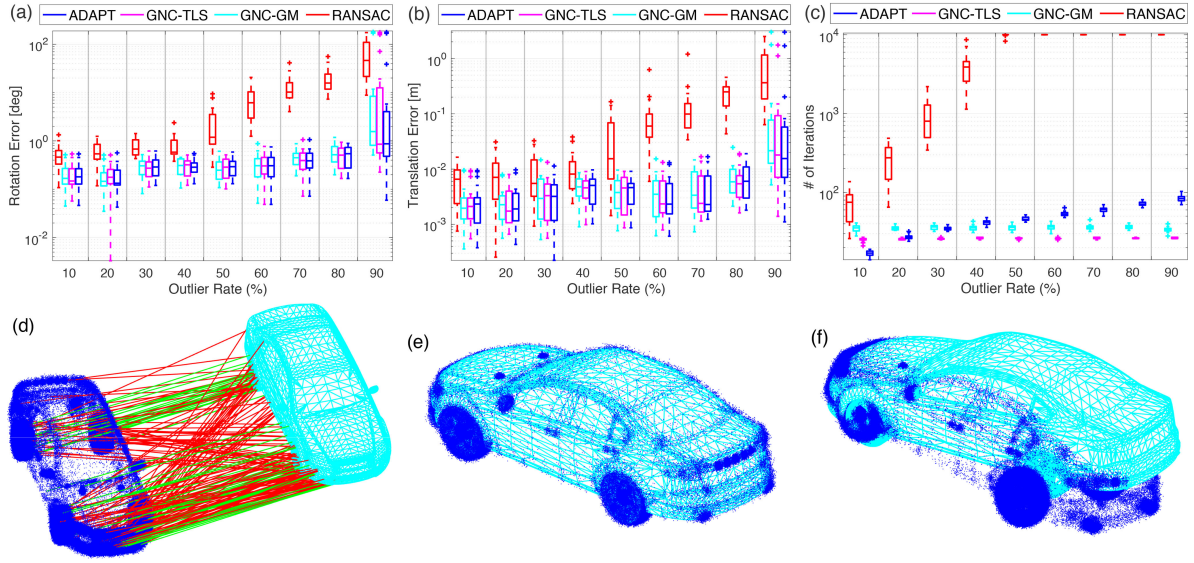 (a)
ADAPT GNC-TLS GNC-GM RANSAC
Rotation Error [deg]
10^2
10^0
10^-2
10 20 30 40 50 60 70 80 90
Outlier Rate (%)
(b)
ADAPT GNC-TLS GNC-GM RANSAC
Translation Error [m]
10^0
10^-1
10^-2
10^-3
10 20 30 40 50 60 70 80 90
Outlier Rate (%)
(c)
ADAPT GNC-TLS GNC-GM RANSAC
# of Iterations
10^4
10^3
10^2
10 20 30 40 50 60 70 80 90
Outlier Rate (%)
(d)
(e)
(f)